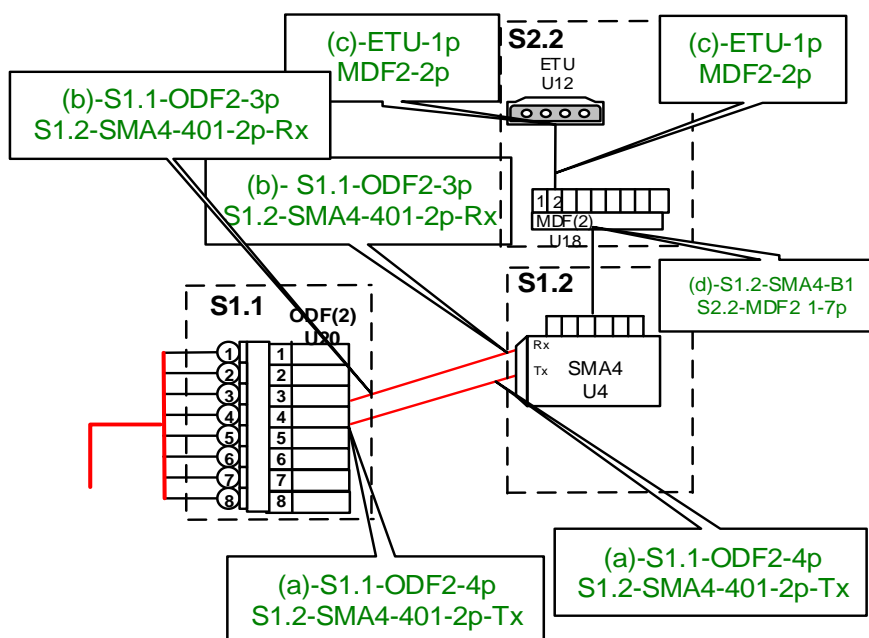 (c)-ETU-1p
MDF2-2p
S2.2
ETU
U12
(c)-ETU-1p
MDF2-2p
(b)-S1.1-ODF2-3p
S1.2-SMA4-401-2p-Rx
(b)- S1.1-ODF2-3p
S1.2-SMA4-401-2p-Rx
1 2
MDF(2)
U18
(d)-S1.2-SMA4-B1
S2.2-MDF2 1-7p
S1.1
ODF(2)
U20
S1.2
Rx
Tx
SMA4
U4
1 1
2 2
3 3
4 4
5 5
6 6
7 7
8 8
(a)-S1.1-ODF2-4p
S1.2-SMA4-401-2p-Tx
(a)-S1.1-ODF2-4p
S1.2-SMA4-401-2p-Tx